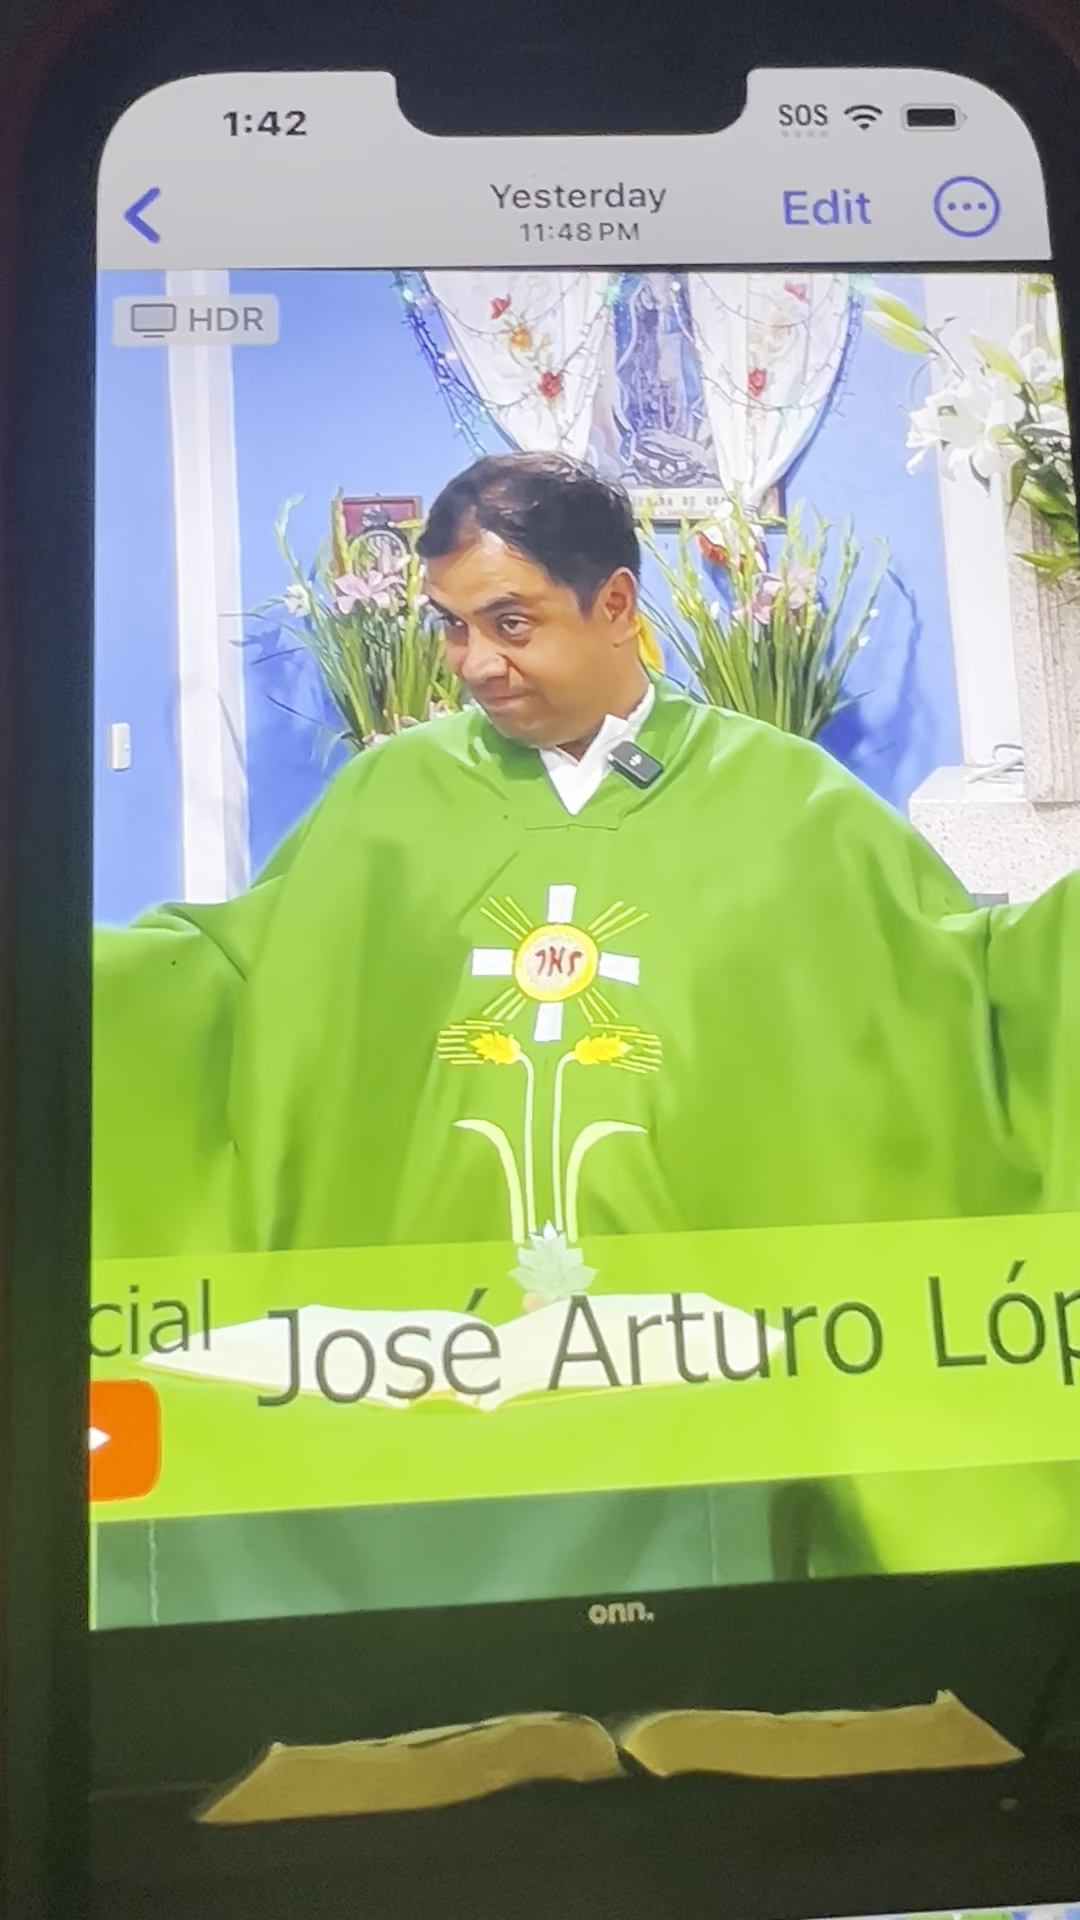 1:42
SOS
Yesterday
11:48 PM
Edit
HDR
JHS
cial José Arturo Lóp
onn.